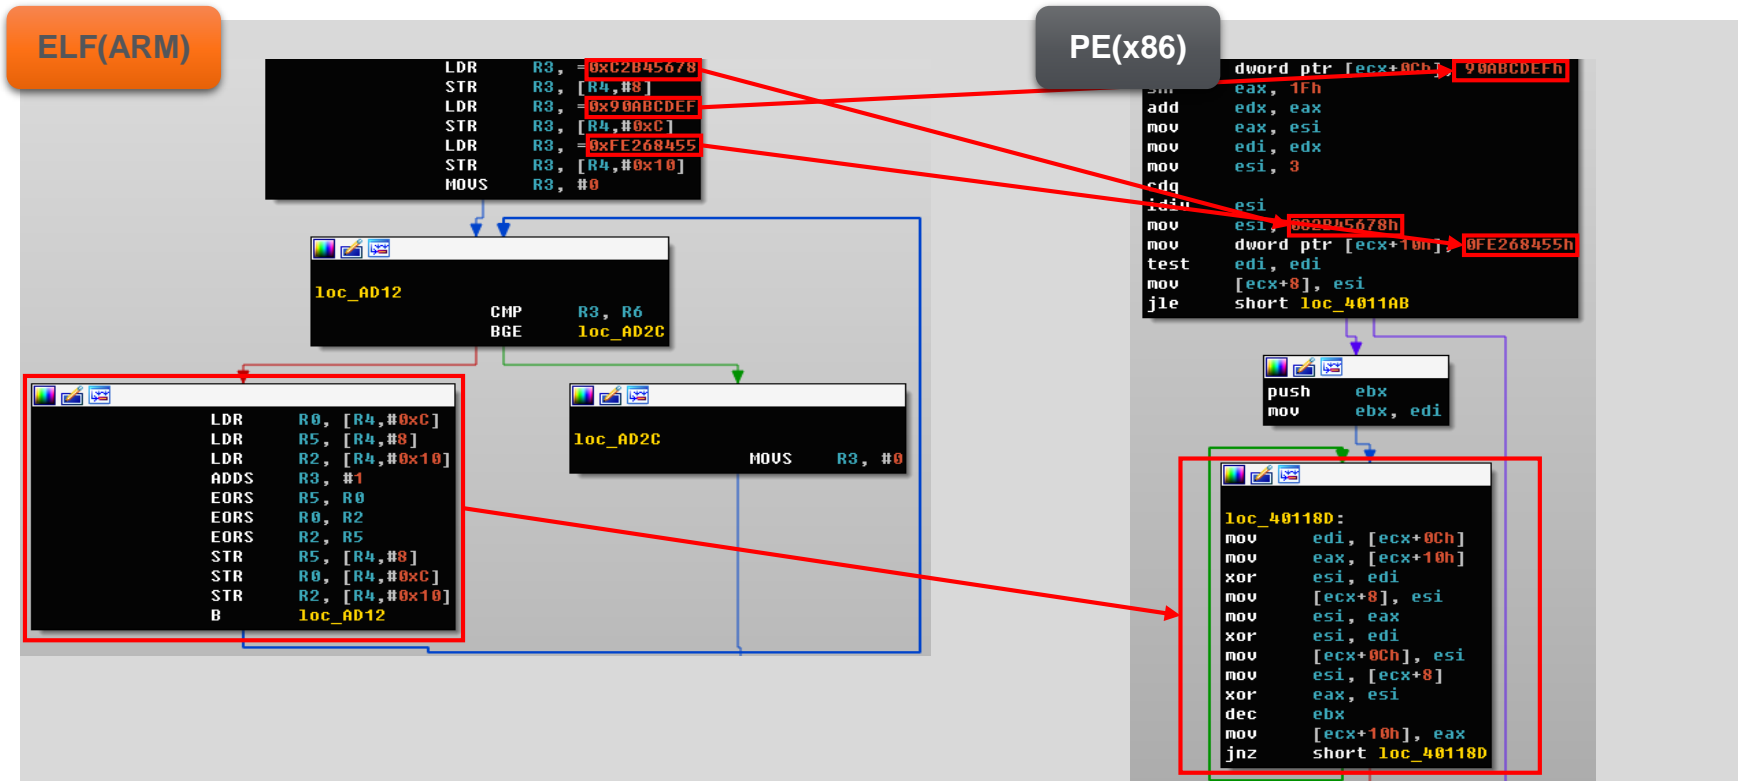 ELF(ARM)
LDR R3, =0xC2B45678
STR R3, [R4,#8]
LDR R3, =0x90ABCDEF
STR R3, [R4,#0xC]
LDR R3, =0xFE268455
STR R3, [R4,#0x10]
MOVS R3, #0
loc_AD12
CMP R3, R6
BGE loc_AD2C
LDR R0, [R4,#0xC]
LDR R5, [R4,#8]
LDR R2, [R4,#0x10]
ADDS R3, #1
EORS R5, R0
EORS R0, R2
EORS R2, R5
STR R5, [R4,#8]
STR R0, [R4,#0xC]
STR R2, [R4,#0x10]
B loc_AD12
loc_AD2C
MOVS R3, #0
PE(x86)
dword ptr [ecx+0Ch], 90ABCDEFh
eax, 1Fh
add edx, eax
mov eax, esi
mov edi, edx
mov esi, 3
cdq
idiv esi
mov esi,
mov dword ptr [ecx+10h], 0FE268455h
test edi, edi
mov [ecx+8], esi
jle short loc_4011AB
push ebx
mov ebx, edi
loc_40118D:
mov edi, [ecx+0Ch]
mov eax, [ecx+10h]
xor esi, edi
mov [ecx+8], esi
mov esi, eax
xor esi, edi
mov [ecx+0Ch], esi
mov esi, [ecx+8]
xor eax, esi
dec ebx
mov [ecx+10h], eax
jnz short loc_40118D